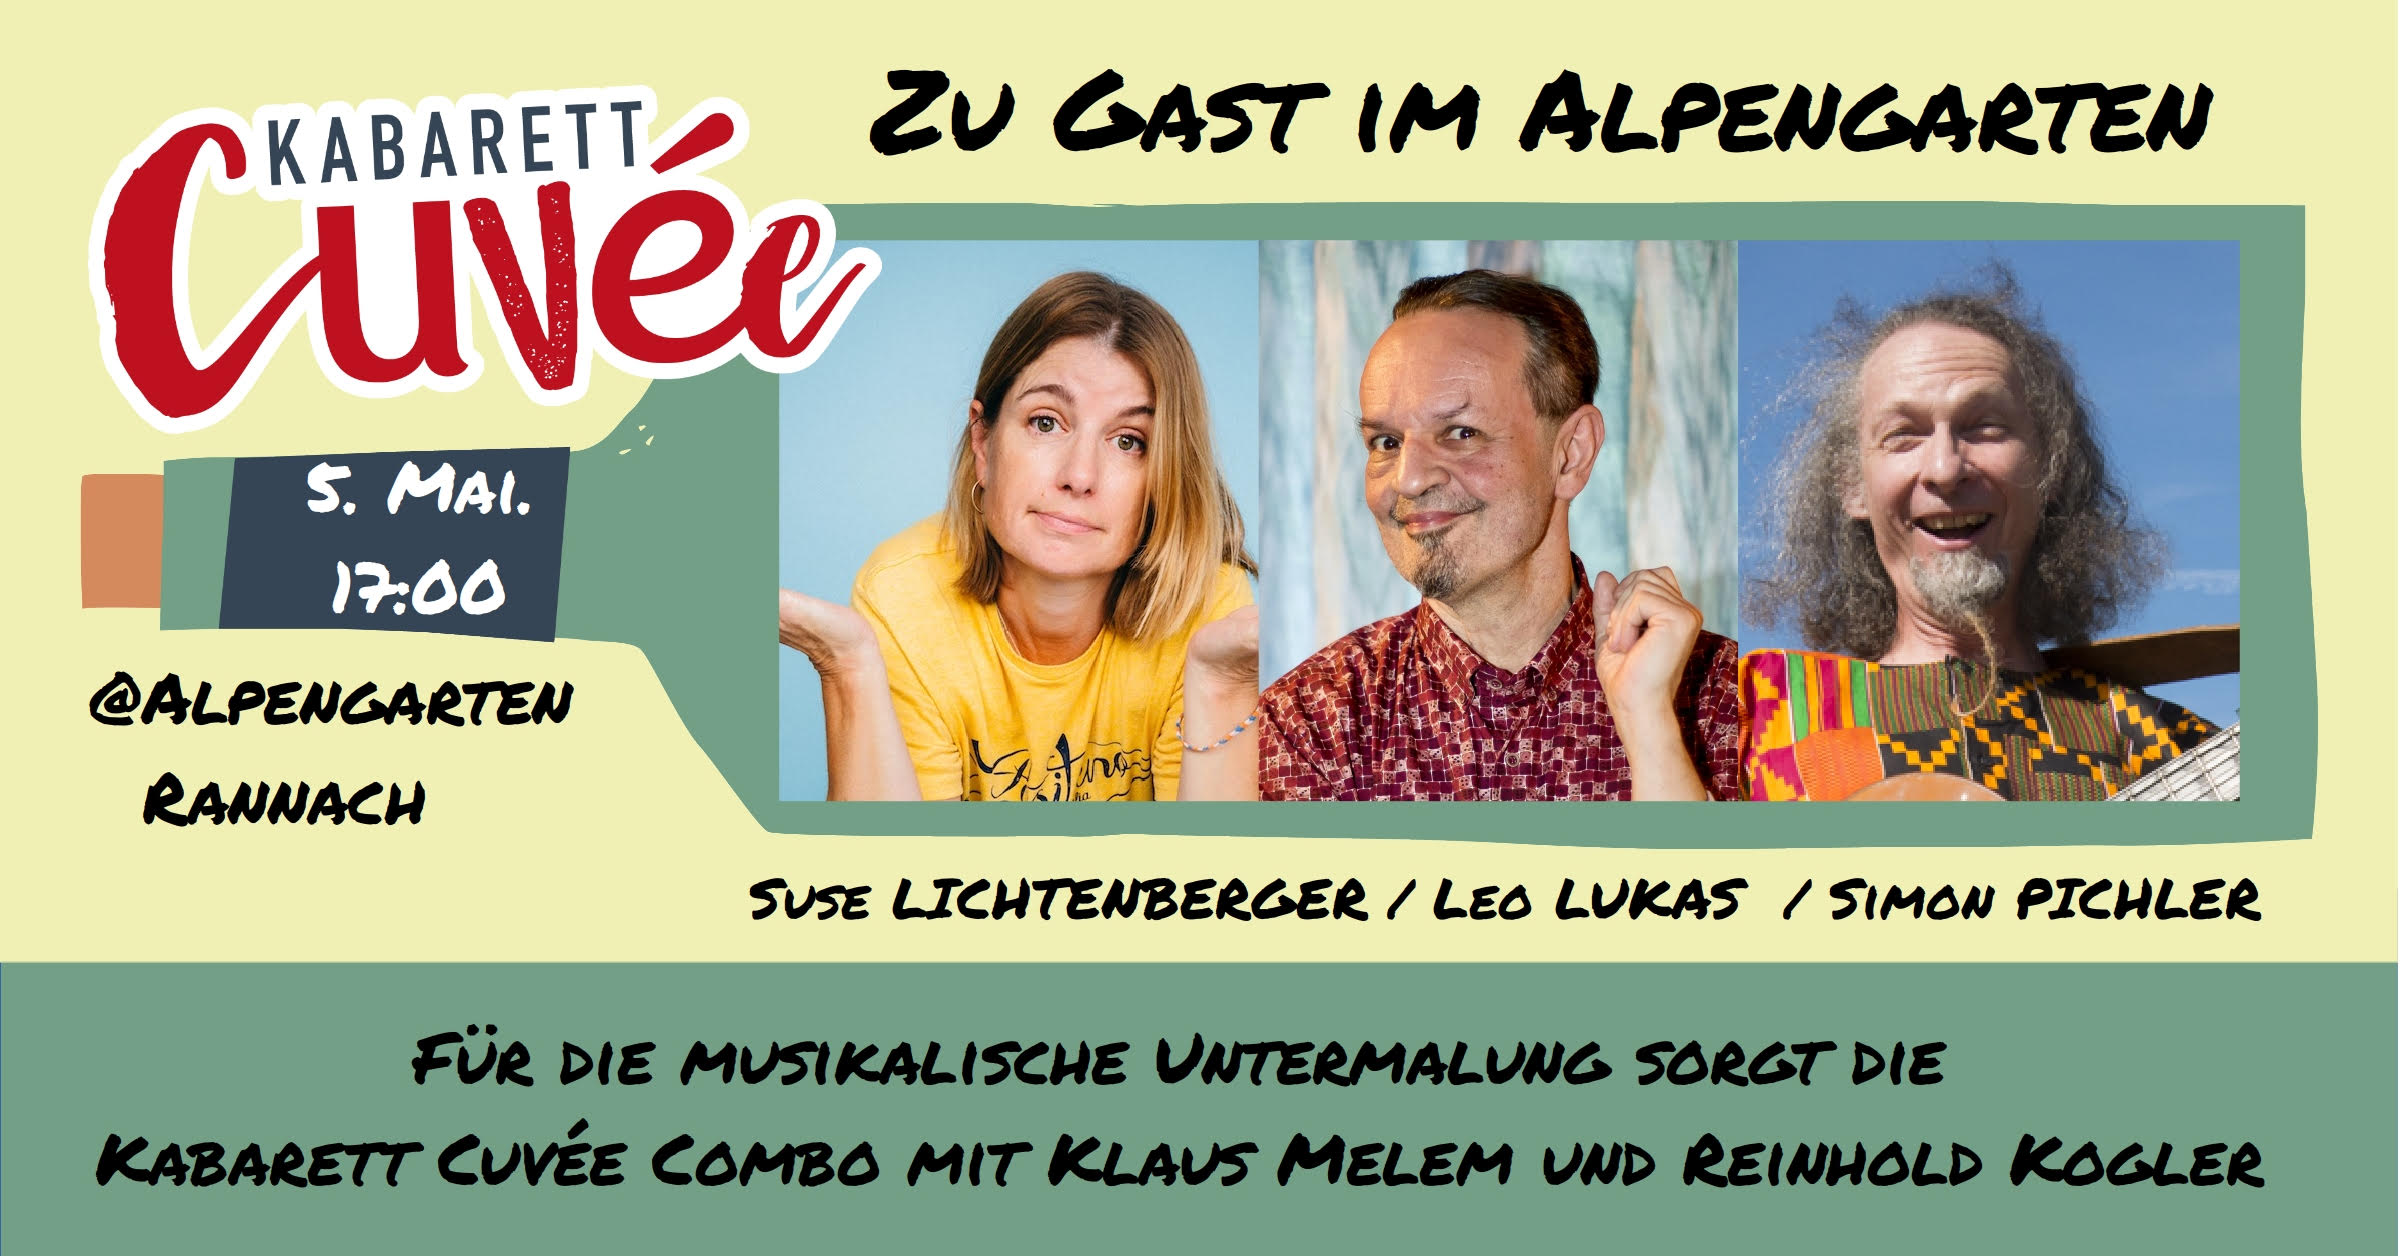 KABARETT
Cuvée
Zu Gast im Alpengarten
5. Mai.
17:00
@Alpengarten
Rannach
Suse LICHTENBERGER / Leo LUKAS / Simon PICHLER
Für die musikalische Untermalung sorgt die
Kabarett Cuvée Combo mit Klaus Melem und Reinhold Kogler